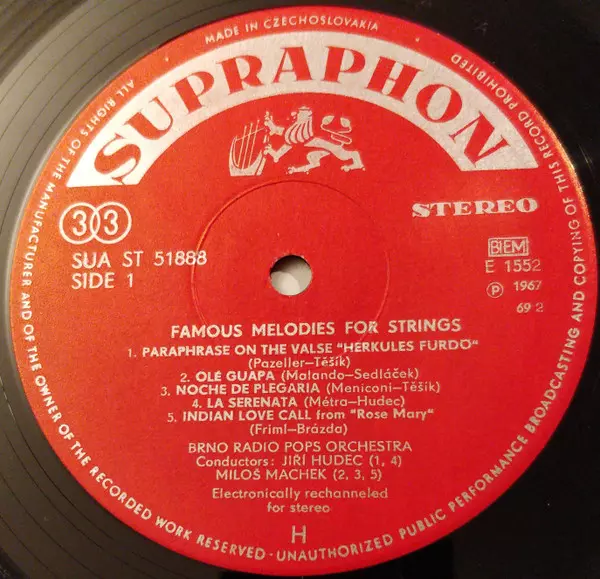 MADE IN CZECHOSLOVAKIA
ALL RIGHTS OF THE MANUFACTURER AND OF THE OWNER OF THE RECORDED WORK RESERVED - UNAUTHORIZED PUBLIC PERFORMANCE BROADCASTING AND COPYING OF THIS RECORD PROHIBITED
SUPRAPHON
33
STEREO
SUA ST 51888
SIDE 1
BIEM
E 1552
Ⓟ 1967
69 2
FAMOUS MELODIES FOR STRINGS
1. PARAPHRASE ON THE VALSE "HERKULES FURDÖ"
(Pazeller-Těšík)
2. OLÉ GUAPA (Malando-Sedláček)
3. NOCHE DE PLEGARIA (Meniconi-Těšík)
4. LA SERENATA (Métra-Hudec)
5. INDIAN LOVE CALL from "Rose Mary"
(Friml-Brázda)
BRNO RADIO POPS ORCHESTRA
Conductors: JIŘÍ HUDEC (1, 4)
MILOŠ MACHEK (2, 3, 5)
Electronically rechanneled
for stereo
H